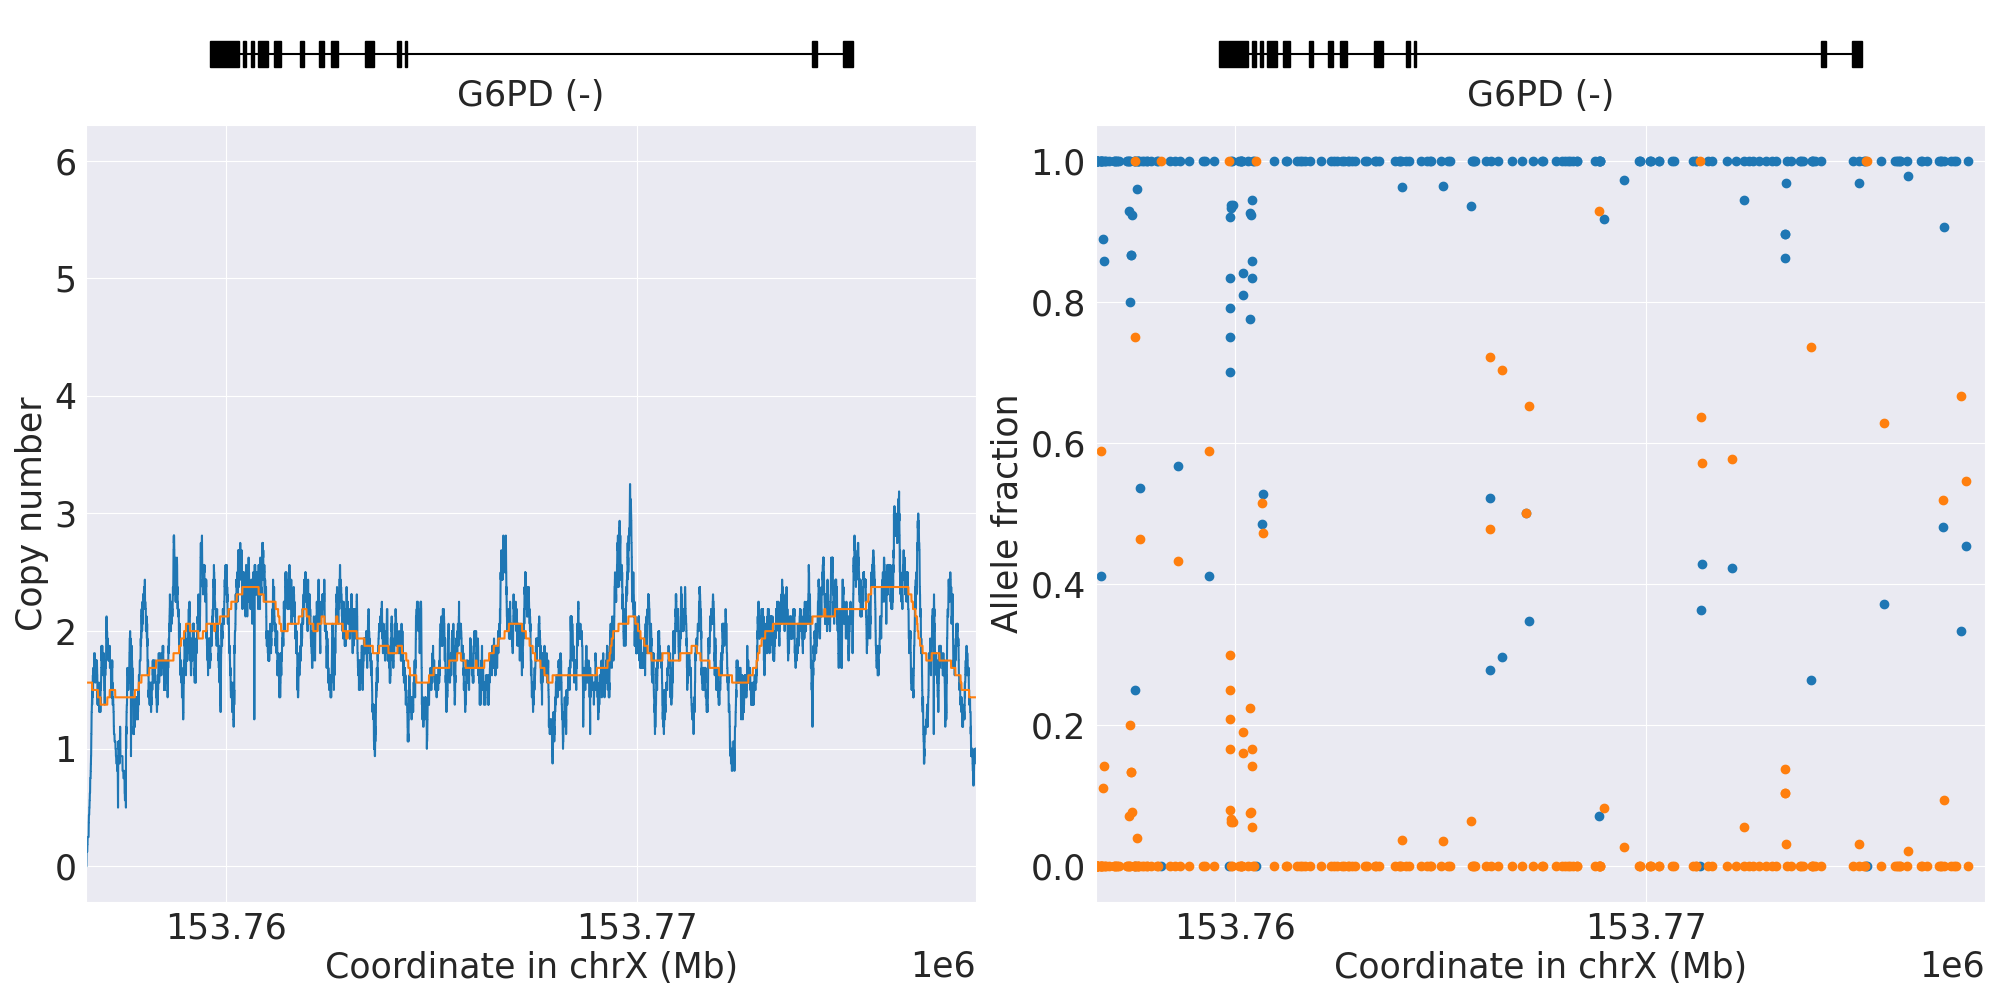 G6PD (-)
6
5
4
3
2
1
0
Copy number
153.76
153.77
Coordinate in chrX (Mb)
1e6
G6PD (-)
1.0
0.8
0.6
0.4
0.2
0.0
Allele fraction
153.76
153.77
Coordinate in chrX (Mb)
1e6